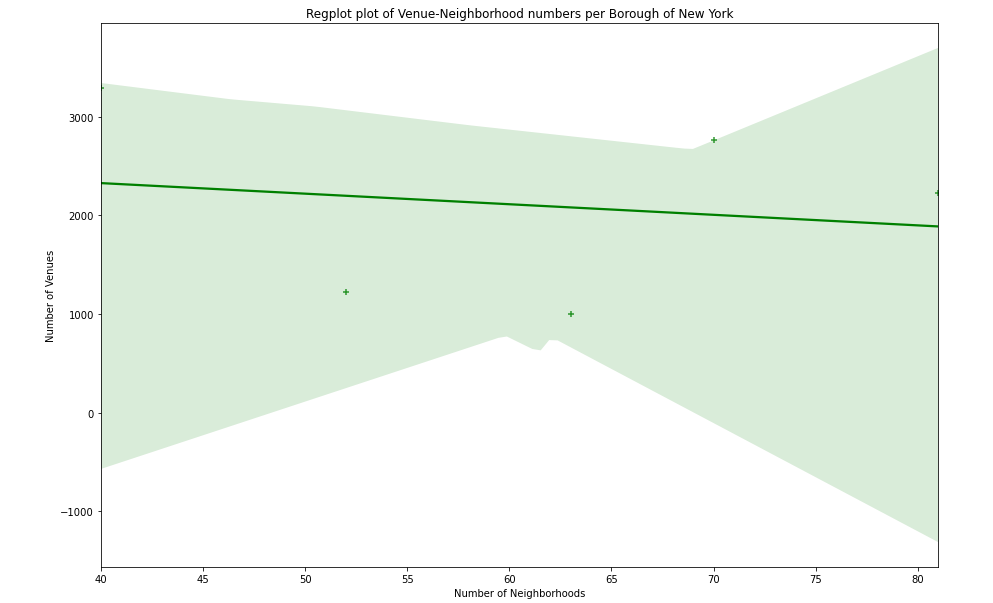 Regplot plot of Venue-Neighborhood numbers per Borough of New York
3000
2000
1000
0
−1000
Number of Venues
40 45 50 55 60 65 70 75 80
Number of Neighborhoods